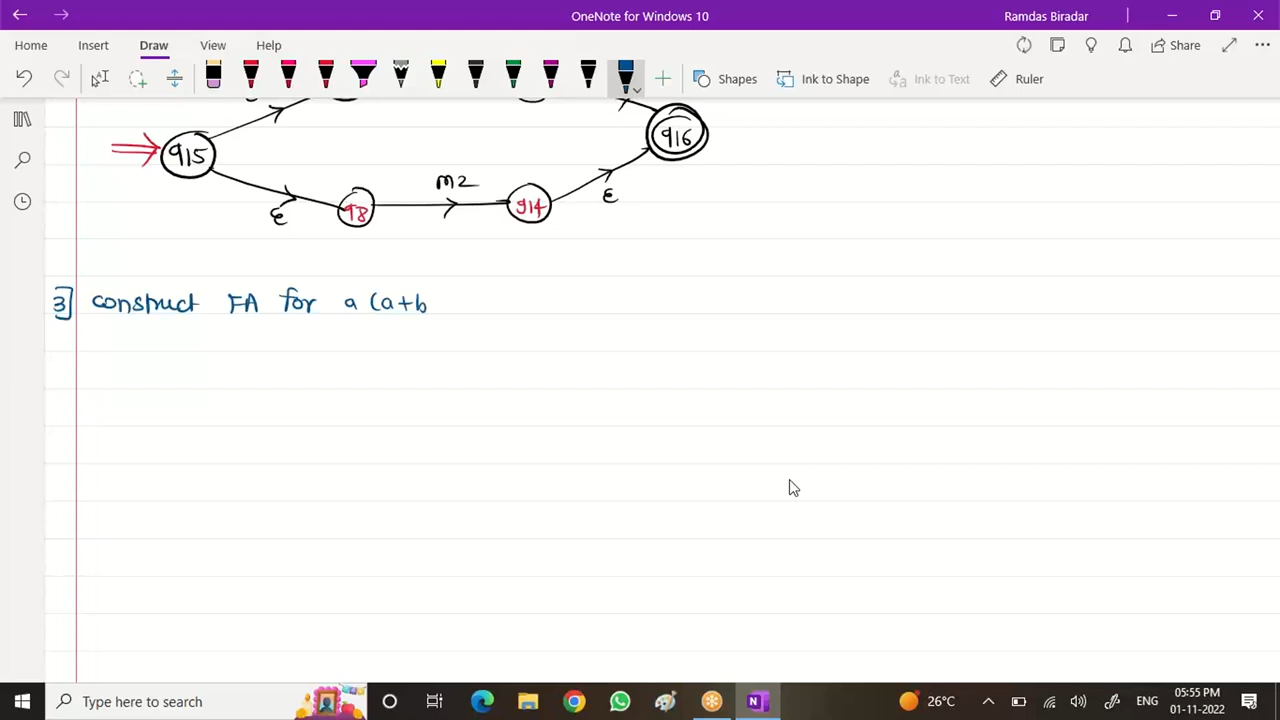 OneNote for Windows 10
Ramdas Biradar
Home Insert Draw View Help
Share
Shapes Ink to Shape Ink to Text Ruler
q15
q16
ε
q8
m2
q14
ε
3] construct FA for a (a+b
Type here to search
26°C
ENG
05:55 PM
01-11-2022